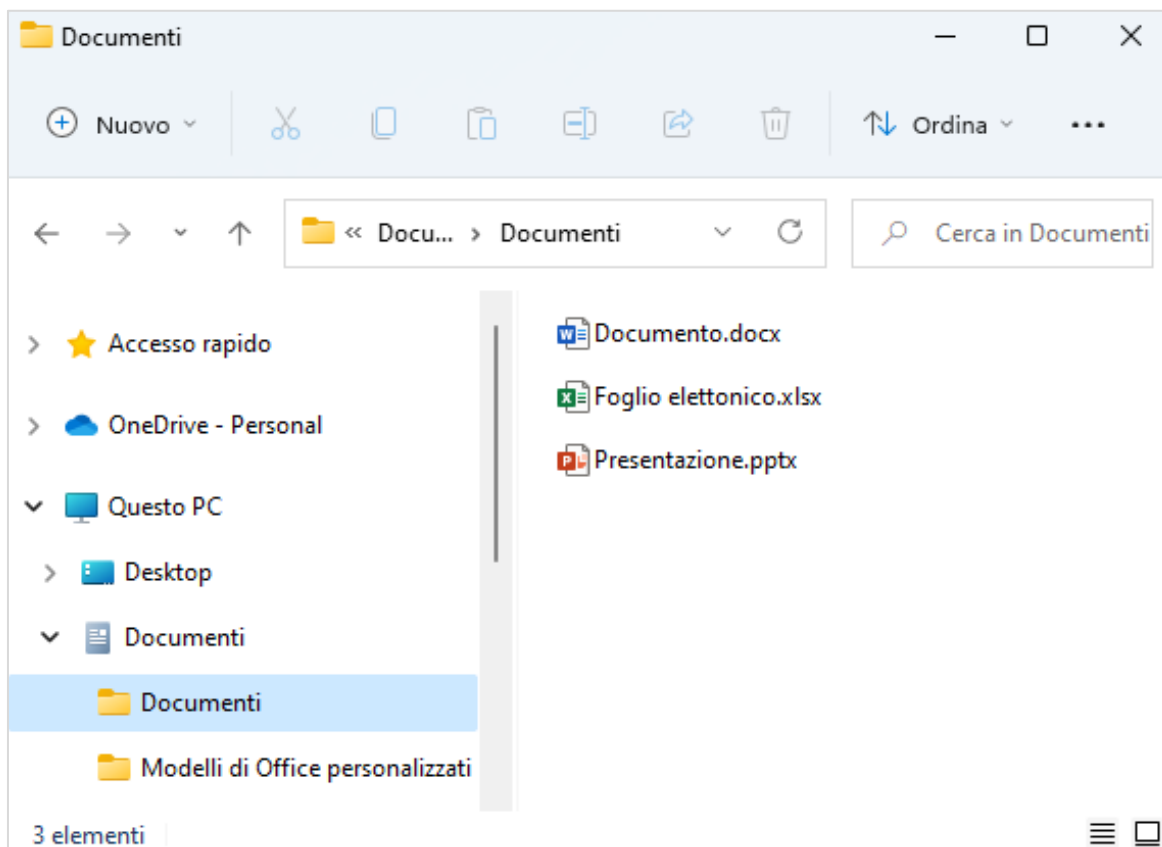 Documenti
Nuovo
Ordina
Docu... Documenti
Cerca in Documenti
Accesso rapido
OneDrive - Personal
Questo PC
Desktop
Documenti
Documenti
Modelli di Office personalizzati
Documento.docx
Foglio elettonico.xlsx
Presentazione.pptx
3 elementi